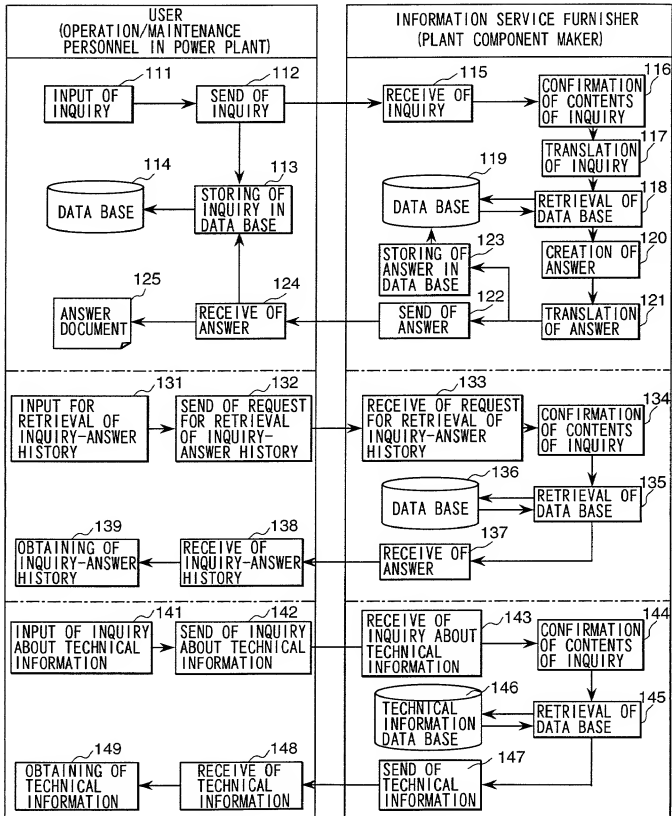 USER
(OPERATION/MAINTENANCE
PERSONNEL IN POWER PLANT)
INFORMATION SERVICE FURNISHER
(PLANT COMPONENT MAKER)
111
INPUT OF
INQUIRY
112
SEND OF
INQUIRY
115
RECEIVE OF
INQUIRY
116
CONFIRMATION
OF CONTENTS
OF INQUIRY
117
TRANSLATION
OF INQUIRY
114
DATA BASE
113
STORING OF
INQUIRY IN
DATA BASE
119
DATA BASE
118
RETRIEVAL OF
DATA BASE
123
STORING OF
ANSWER IN
DATA BASE
120
CREATION OF
ANSWER
125
ANSWER
DOCUMENT
124
RECEIVE OF
ANSWER
122
SEND OF
ANSWER
121
TRANSLATION
OF ANSWER
131
INPUT FOR
RETRIEVAL OF
INQUIRY-ANSWER
HISTORY
132
SEND OF REQUEST
FOR RETRIEVAL
OF INQUIRY-
ANSWER HISTORY
133
RECEIVE OF REQUEST
FOR RETRIEVAL OF
INQUIRY-ANSWER
HISTORY
134
CONFIRMATION
OF CONTENTS
OF INQUIRY
136
DATA BASE
135
RETRIEVAL OF
DATA BASE
139
OBTAINING OF
INQUIRY-ANSWER
HISTORY
138
RECEIVE OF
INQUIRY-ANSWER
HISTORY
137
RECEIVE OF
ANSWER
141
INPUT OF INQUIRY
ABOUT TECHNICAL
INFORMATION
142
SEND OF INQUIRY
ABOUT TECHNICAL
INFORMATION
143
RECEIVE OF
INQUIRY ABOUT
TECHNICAL
INFORMATION
144
CONFIRMATION
OF CONTENTS
OF INQUIRY
146
TECHNICAL
INFORMATION
DATA BASE
145
RETRIEVAL OF
DATA BASE
149
OBTAINING OF
TECHNICAL
INFORMATION
148
RECEIVE OF
TECHNICAL
INFORMATION
147
SEND OF
TECHNICAL
INFORMATION